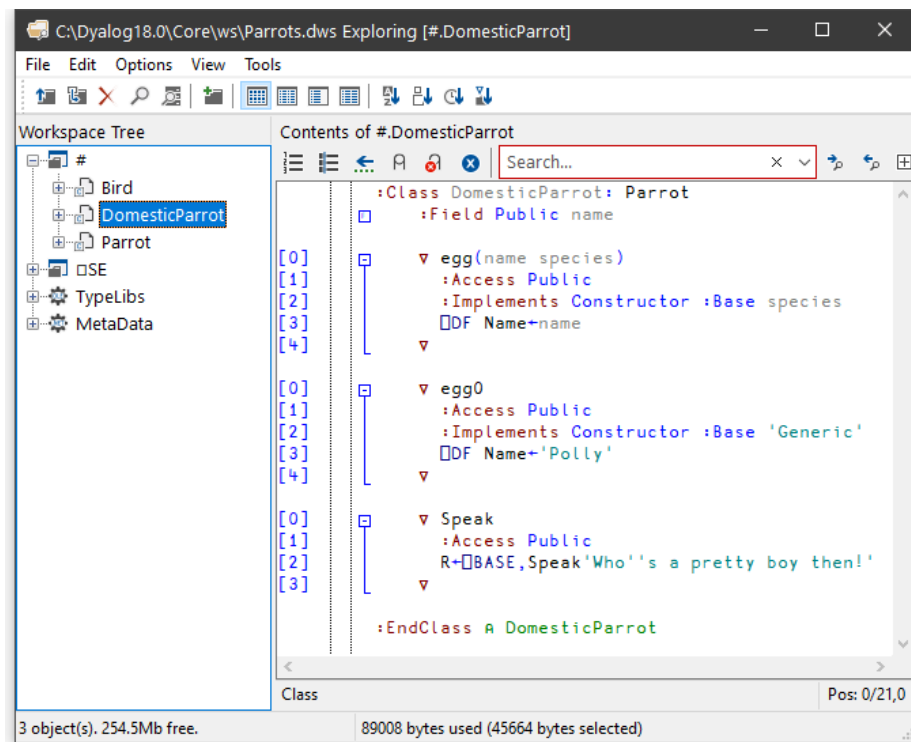 C:\Dyalog18.0\Core\ws\Parrots.dws Exploring [#.DomesticParrot]
File Edit Options View Tools
Workspace Tree
#
Bird
DomesticParrot
Parrot
□SE
TypeLibs
MetaData
Contents of #.DomesticParrot
Search...
:Class DomesticParrot: Parrot
:Field Public name
[0] ∇ egg(name species)
[1] :Access Public
[2] :Implements Constructor :Base species
[3] ⎕DF Name←name
[4] ∇
[0] ∇ egg0
[1] :Access Public
[2] :Implements Constructor :Base 'Generic'
[3] ⎕DF Name←'Polly'
[4] ∇
[0] ∇ Speak
[1] :Access Public
[2] R←⎕BASE,Speak'Who''s a pretty boy then!'
[3] ∇
:EndClass ⍝ DomesticParrot
Class
Pos: 0/21,0
3 object(s). 254.5Mb free.
89008 bytes used (45664 bytes selected)